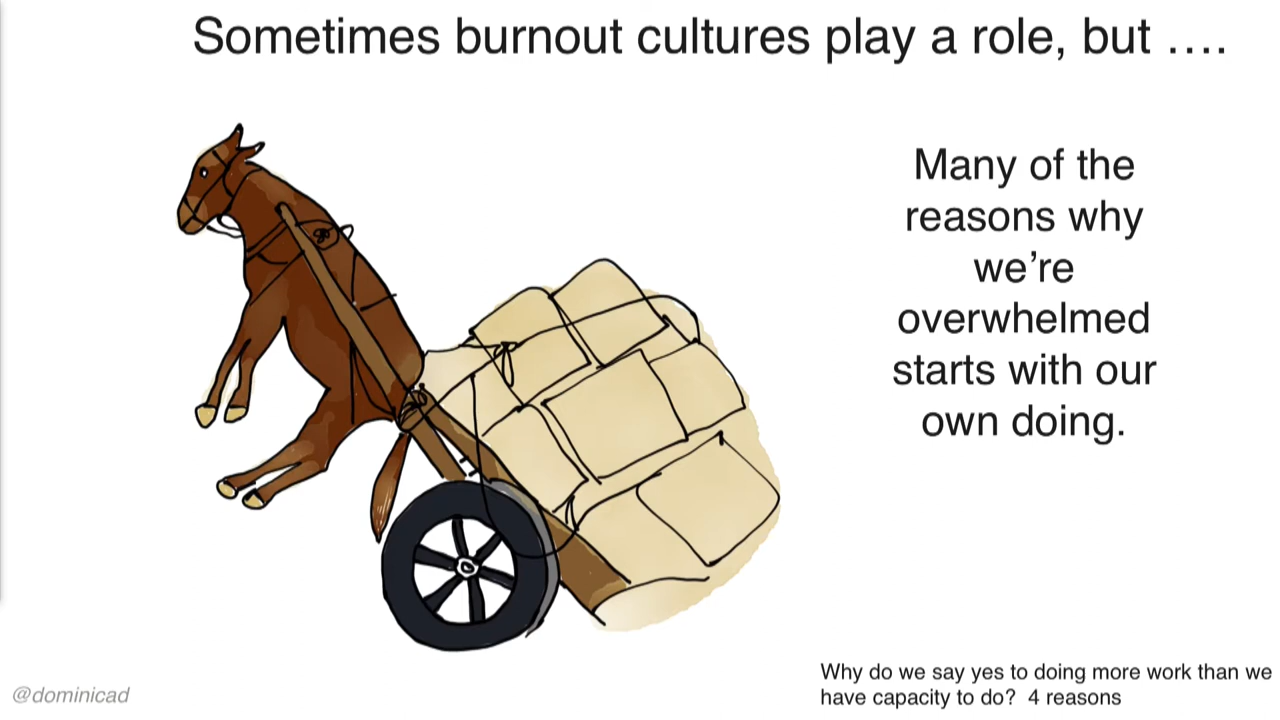 Sometimes burnout cultures play a role, but ….
Many of the
reasons why
we’re
overwhelmed
starts with our
own doing.
Why do we say yes to doing more work than we
have capacity to do?  4 reasons
@dominicad